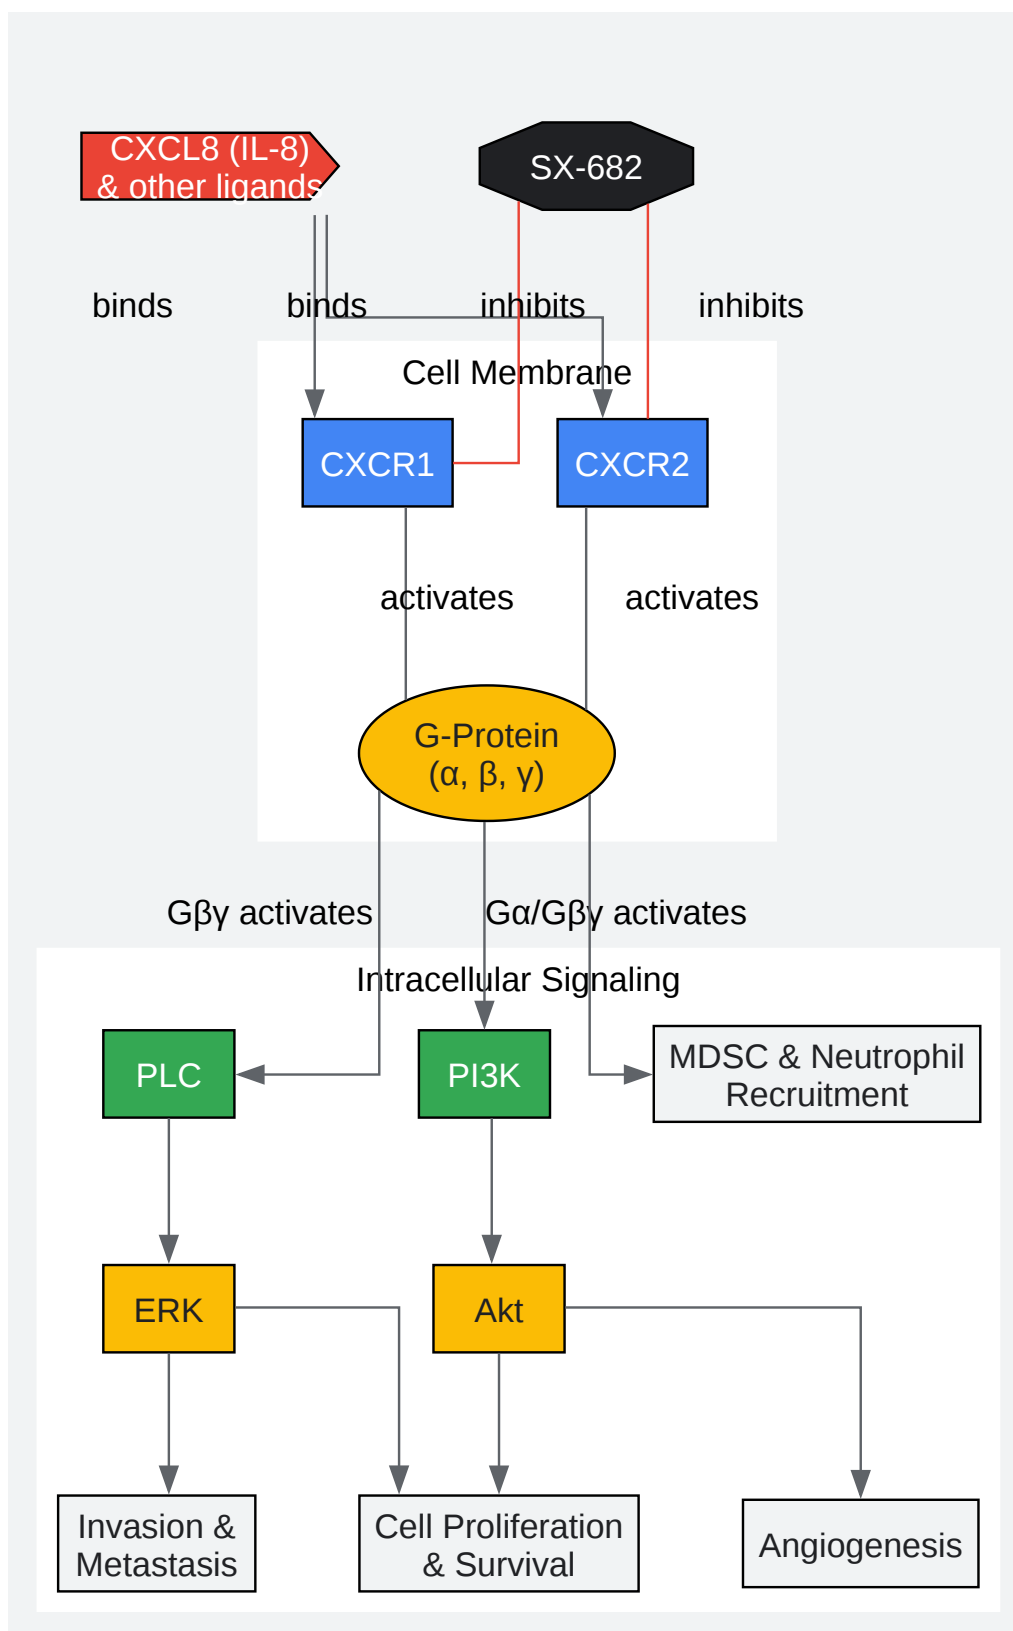 CXCL8 (IL-8)
& other ligands
SX-682
binds
binds
inhibits
inhibits
Cell Membrane
CXCR1
CXCR2
activates
activates
G-Protein
(α, β, γ)
Gβγ activates
Gα/Gβγ activates
Intracellular Signaling
PLC
PI3K
MDSC & Neutrophil
Recruitment
ERK
Akt
Invasion &
Metastasis
Cell Proliferation
& Survival
Angiogenesis